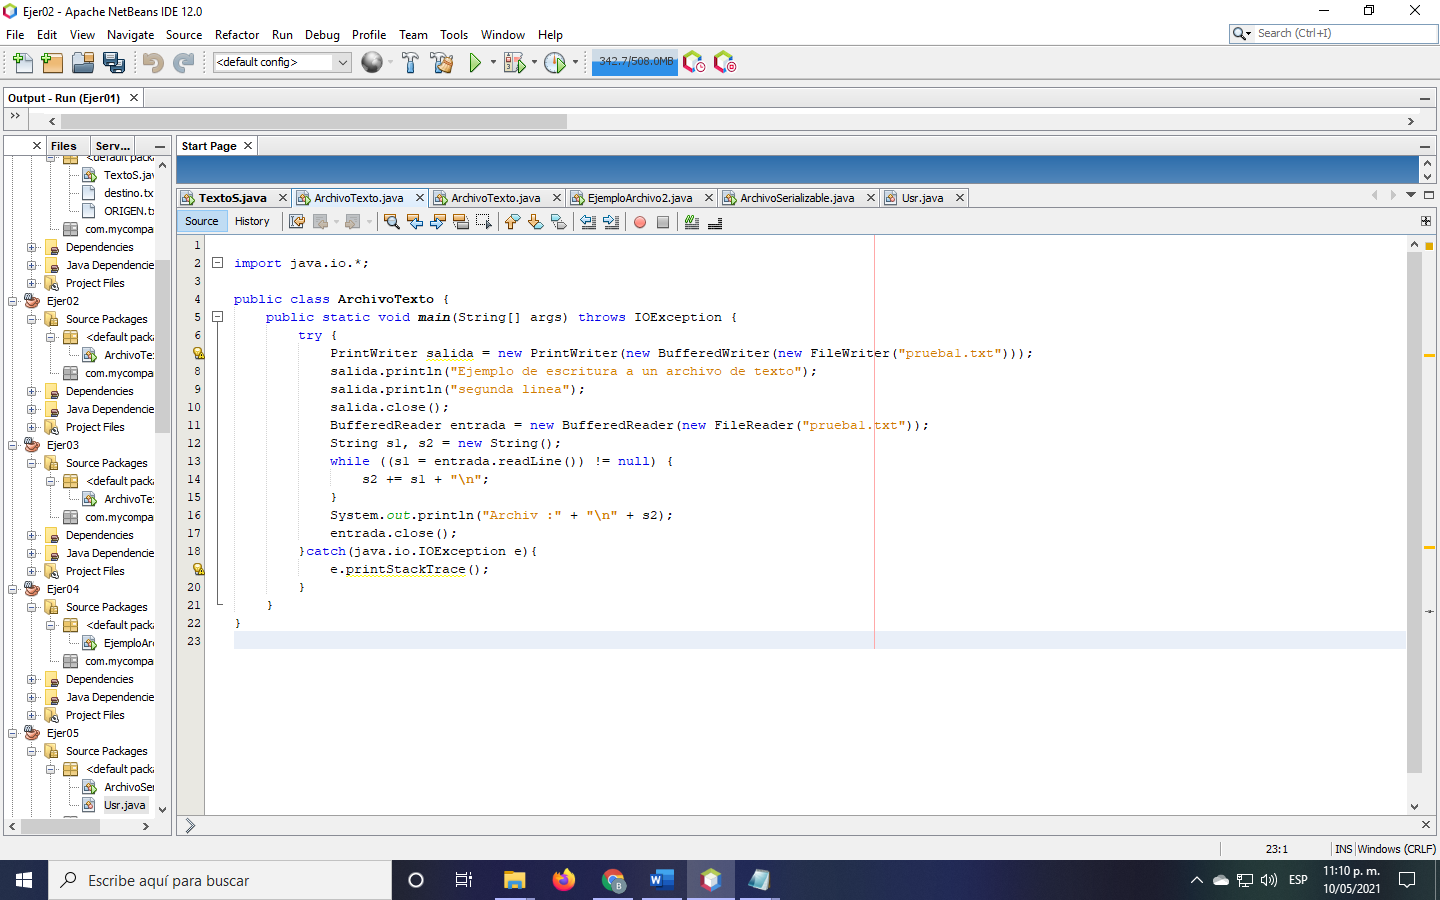 Ejer02 - Apache NetBeans IDE 12.0
File Edit View Navigate Source Refactor Run Debug Profile Team Tools Window Help
Search (Ctrl+I)
<default config>
342.7/508.0MB
Output - Run (Ejer01)
Files Serv...
<default packa
TextoS.jav
destino.tx
ORIGEN.tx
com.mycompa
Dependencies
Java Dependencie
Project Files
Ejer02
Source Packages
<default packa
ArchivoTex
com.mycompa
Dependencies
Java Dependencie
Project Files
Ejer03
Source Packages
<default packa
ArchivoTex
com.mycompa
Dependencies
Java Dependencie
Project Files
Ejer04
Source Packages
<default packa
EjemploAr
com.mycompa
Dependencies
Java Dependencie
Project Files
Ejer05
Source Packages
<default packa
ArchivoSer
Usr.java
Start Page
TextoS.java ArchivoTexto.java ArchivoTexto.java EjemploArchivo2.java ArchivoSerializable.java Usr.java
Source History
1
2 import java.io.*;
3
4 public class ArchivoTexto {
5 public static void main(String[] args) throws IOException {
6 try {
PrintWriter salida = new PrintWriter(new BufferedWriter(new FileWriter("prueba1.txt")));
8 salida.println("Ejemplo de escritura a un archivo de texto");
9 salida.println("segunda linea");
10 salida.close();
11 BufferedReader entrada = new BufferedReader(new FileReader("prueba1.txt"));
12 String s1, s2 = new String();
13 while ((s1 = entrada.readLine()) != null) {
14 s2 += s1 + "\n";
15 }
16 System.out.println("Archiv :" + "\n" + s2);
17 entrada.close();
18 }catch(java.io.IOException e){
e.printStackTrace();
20 }
21 }
22 }
23
23:1 INS Windows (CRLF)
Escribe aquí para buscar
ESP
11:10 p. m.
10/05/2021